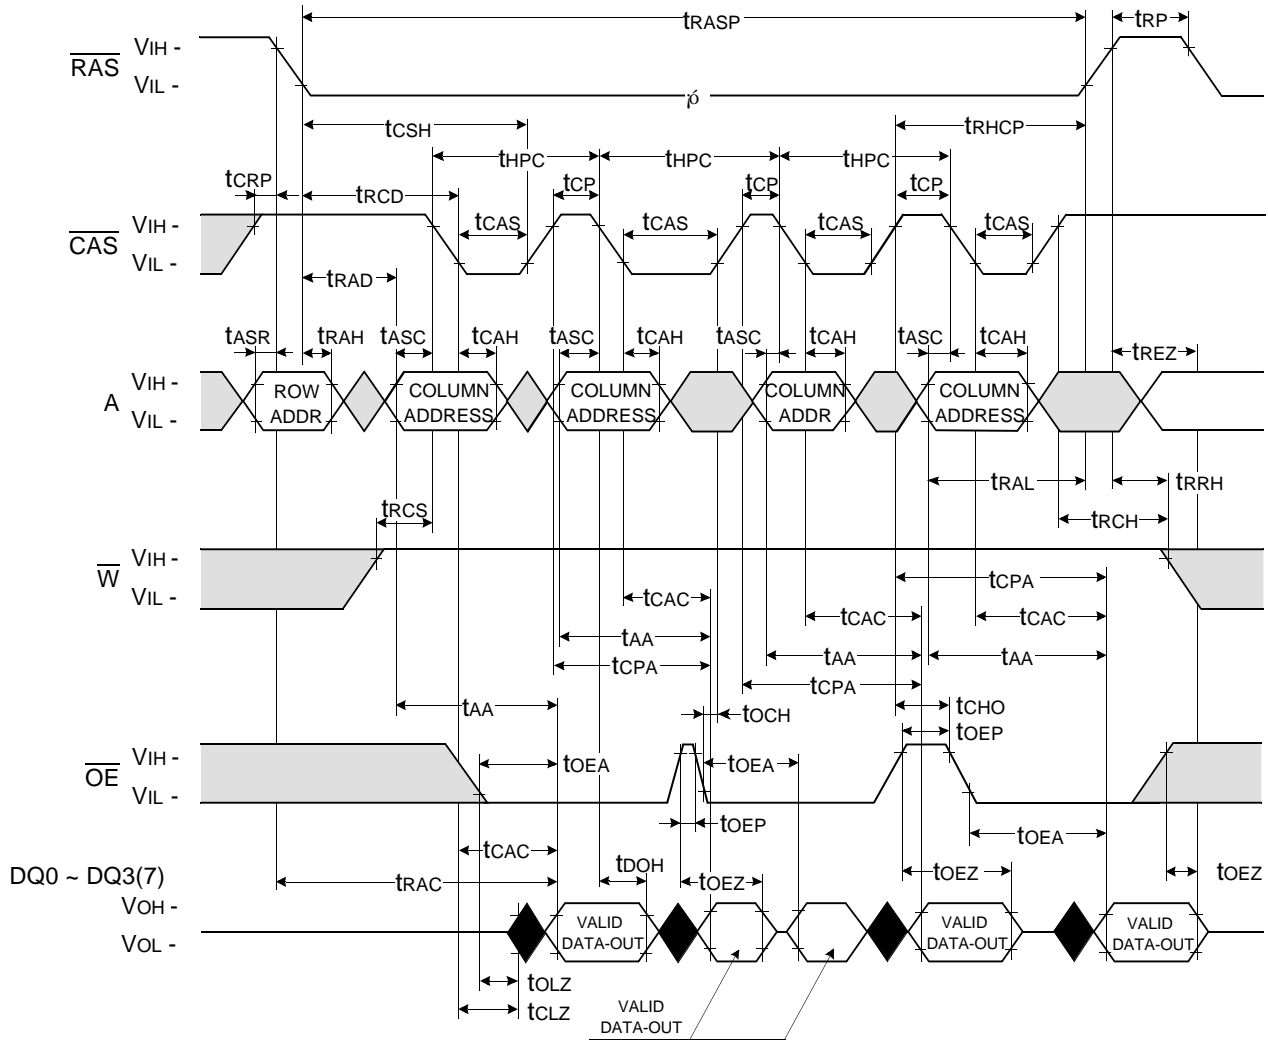 tRASP tRP
RAS VIH -
VIL -
ό
tCSH tRHCP
tHPC tHPC tHPC
tCRP tRCD tCP tCP tCP
CAS VIH -
VIL -
tCAS tCAS tCAS tCAS
tRAD
tASR tRAH tASC tCAH tASC tCAH tASC tCAH tASC tCAH tREZ
A VIH -
VIL -
ROW ADDR
COLUMN ADDRESS
COLUMN ADDRESS
COLUMN ADDR
COLUMN ADDRESS
tRAL tRRH
tRCS tRCH
W VIH -
VIL -
tCPA
tCAC tCAC tCAC
tAA tAA tAA
tCPA tCPA
tAA tOCH tCHO
tOEP
OE VIH -
VIL -
tOEA tOEA
tOEP tOEA
tCAC tDOH tOEZ tOEZ tOEZ
DQ0 ~ DQ3(7)
tRAC
VOH -
VOL -
VALID DATA-OUT
VALID DATA-OUT
VALID DATA-OUT
tOLZ
tCLZ
VALID
DATA-OUT